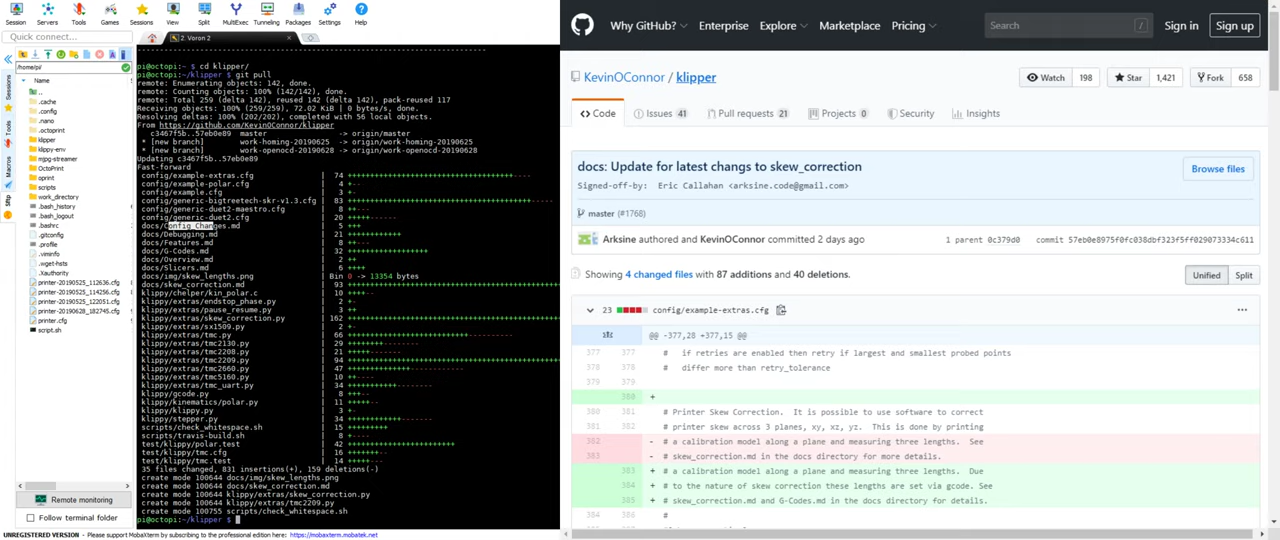 Session Servers Tools Games Sessions View Split MultiExec Tunneling Packages Settings Help
Quick connect...
2. Voron 2
/home/pi/
Name
..
.cache
.config
.nano
.octoprint
klipper
klippy-env
mjpg-streamer
OctoPrint
oprint
scripts
work_directory
.bash_history
.bash_logout
.bashrc
.gitconfig
.profile
.viminfo
.wget-hsts
.Xauthority
printer-20190525_112636.cfg
printer-20190525_114256.cfg
printer-20190525_122051.cfg
printer-20190628_182745.cfg
printer.cfg
script.sh
Sessions
Tools
Macros
Sftp
Remote monitoring
Follow terminal folder
pi@octopi:~ $ cd klipper/
pi@octopi:~/klipper $ git pull
remote: Enumerating objects: 142, done.
remote: Counting objects: 100% (142/142), done.
remote: Total 259 (delta 142), reused 142 (delta 142), pack-reused 117
Receiving objects: 100% (259/259), 72.02 KiB | 0 bytes/s, done.
Resolving deltas: 100% (202/202), completed with 56 local objects.
From https://github.com/KevinOConnor/klipper
c3467f5b..57eb0e89 master -> origin/master
* [new branch] work-homing-20190625 -> origin/work-homing-20190625
* [new branch] work-openocd-20190628 -> origin/work-openocd-20190628
Updating c3467f5b..57eb0e89
Fast-forward
config/example-extras.cfg | 74
config/example-polar.cfg | 4 +--
config/example.cfg | 3 +-
config/generic-bigtreetech-skr-v1.3.cfg | 83
config/generic-duet2-maestro.cfg | 8
config/generic-duet2.cfg | 20
docs/Config_Changes.md | 5 +++
docs/Debugging.md | 21
docs/Features.md | 8
docs/G-Codes.md | 32
docs/Overview.md | 2
docs/Slicers.md | 6
docs/img/skew_lengths.png | Bin 0 -> 13354 bytes
docs/skew_correction.md | 93
klippy/chelper/kin_polar.c | 10
klippy/extras/endstop_phase.py | 2 +-
klippy/extras/pause_resume.py | 3 +-
klippy/extras/skew_correction.py | 162
klippy/extras/sx1509.py | 2 +-
klippy/extras/tmc.py | 66
klippy/extras/tmc2130.py | 29
klippy/extras/tmc2208.py | 21
klippy/extras/tmc2209.py | 94
klippy/extras/tmc2660.py | 47
klippy/extras/tmc5160.py | 10
klippy/extras/tmc_uart.py | 34
klippy/gcode.py | 8
klippy/kinematics/polar.py | 11
klippy/klippy.py | 3 +-
klippy/stepper.py | 34
scripts/check_whitespace.sh | 15
scripts/travis-build.sh | 8
test/klippy/polar.test | 42
test/klippy/tmc.cfg | 16
test/klippy/tmc.test | 14
35 files changed, 831 insertions(+), 159 deletions(-)
create mode 100644 docs/img/skew_lengths.png
create mode 100644 docs/skew_correction.md
create mode 100644 klippy/extras/skew_correction.py
create mode 100644 klippy/extras/tmc2209.py
create mode 100755 scripts/check_whitespace.sh
pi@octopi:~/klipper $
UNREGISTERED VERSION - Please support MobaXterm by subscribing to the professional edition here: https://mobaxterm.mobatek.net
Why GitHub? Enterprise Explore Marketplace Pricing Search / Sign in Sign up
KevinOConnor / klipper
Watch 198 Star 1,421 Fork 658
Code Issues 41 Pull requests 21 Projects 0 Security Insights
docs: Update for latest changs to skew_correction
Browse files
Signed-off-by: Eric Callahan <arksine.code@gmail.com>
master (#1768)
Arksine authored and KevinOConnor committed 2 days ago
1 parent 0c379d0 commit 57eb0e8975f0fc038dbf323f5ff029073334c611
Showing 4 changed files with 87 additions and 40 deletions.
Unified Split
23 config/example-extras.cfg
@@ -377,28 +377,15 @@
377 377 # if retries are enabled then retry if largest and smallest probed points
378 378 # differ more than retry_tolerance
379 379
380 +
380 381 # Printer Skew Correction. It is possible to use software to correct
381 382 # printer skew across 3 planes, xy, xz, yz. This is done by printing
382 - # a calibration model along a plane and measuring three lengths. See
383 - # skew_correction.md in the docs directory for more details.
383 + # a calibration model along a plane and measuring three lengths. Due
384 + # to the nature of skew correction these lengths are set via gcode. See
385 + # skew_correction.md and G-Codes.md in the docs directory for details.
#